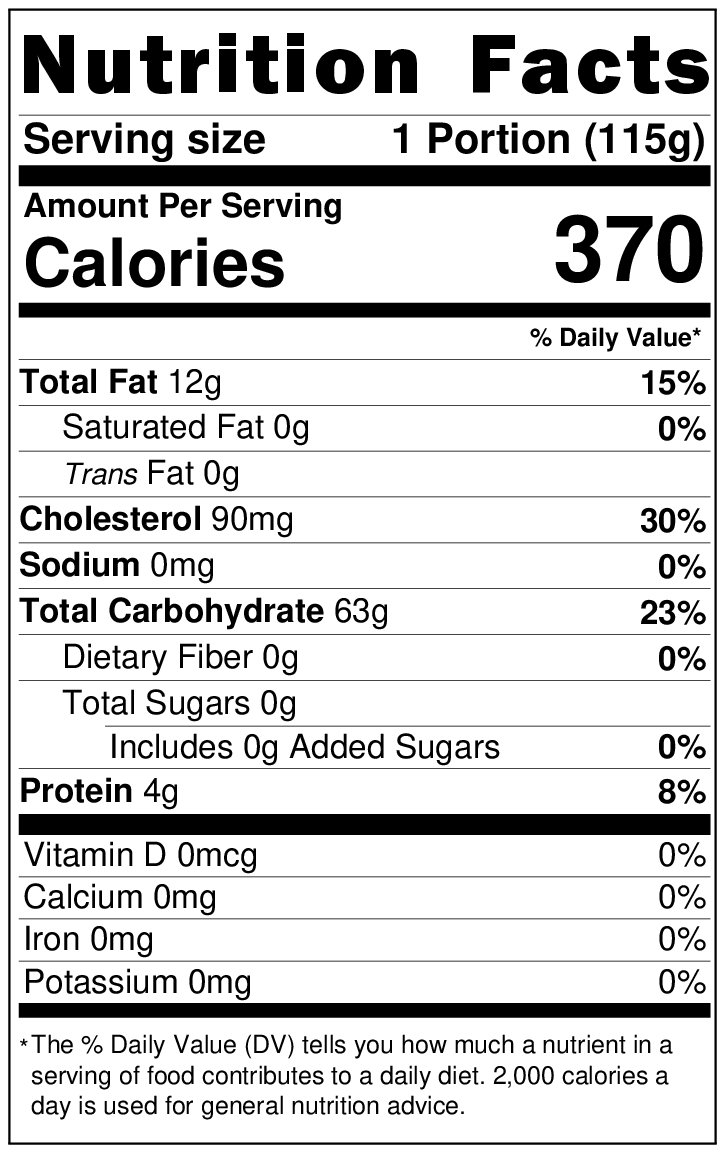 Nutrition Facts
Serving size 1 Portion (115g)
Amount Per Serving
Calories 370
% Daily Value*
Total Fat 12g 15%
Saturated Fat 0g 0%
Trans Fat 0g
Cholesterol 90mg 30%
Sodium 0mg 0%
Total Carbohydrate 63g 23%
Dietary Fiber 0g 0%
Total Sugars 0g
Includes 0g Added Sugars 0%
Protein 4g 8%
Vitamin D 0mcg 0%
Calcium 0mg 0%
Iron 0mg 0%
Potassium 0mg 0%
*The % Daily Value (DV) tells you how much a nutrient in a
serving of food contributes to a daily diet. 2,000 calories a
day is used for general nutrition advice.